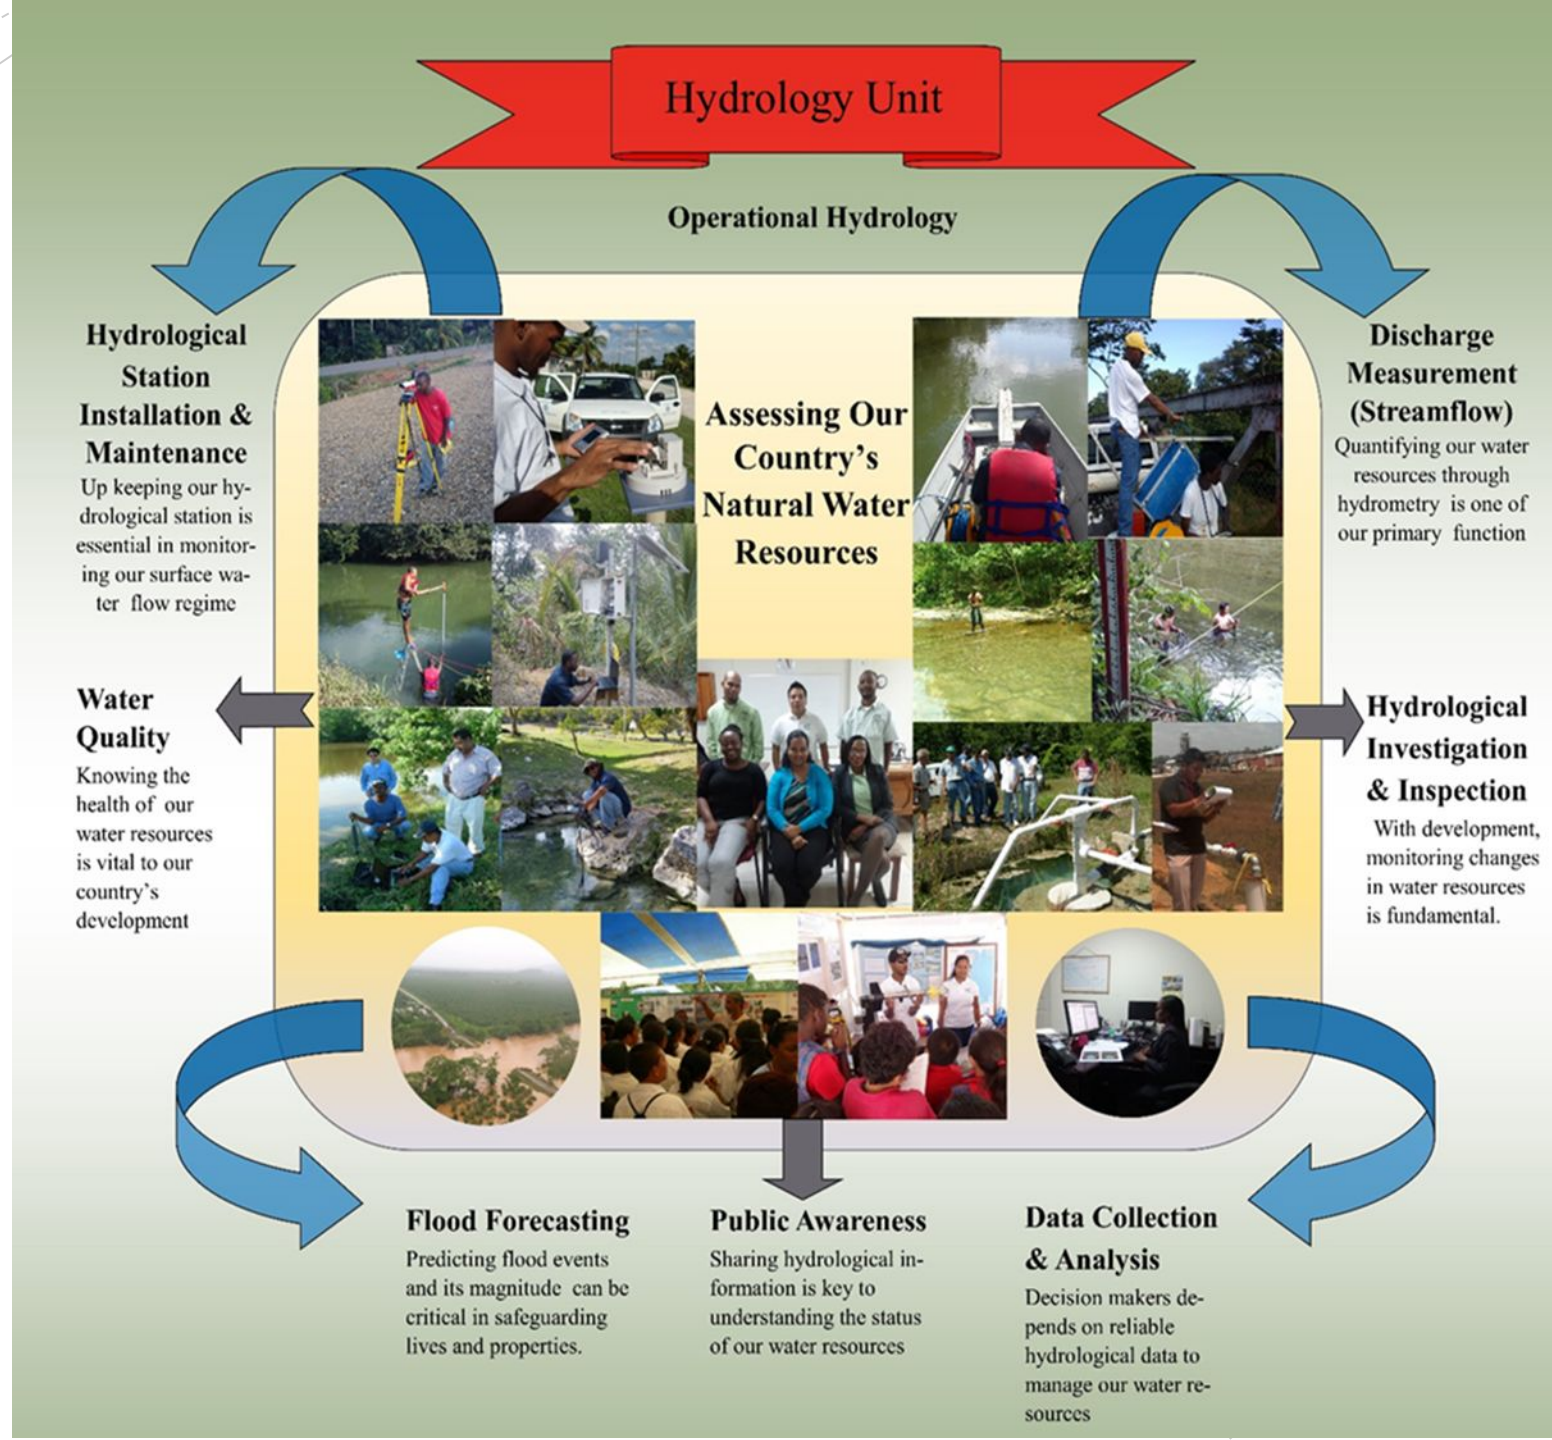 Hydrology Unit
Operational Hydrology
Hydrological
Station
Installation &
Maintenance
Up keeping our hy-
drological station is
essential in monitor-
ing our surface wa-
ter flow regime
Water
Quality
Knowing the
health of our
water resources
is vital to our
country's
development
Assessing Our
Country's
Natural Water
Resources
Discharge
Measurement
(Streamflow)
Quantifying our water
resources through
hydrometry is one of
our primary function
Hydrological
Investigation
& Inspection
With development,
monitoring changes
in water resources
is fundamental.
Flood Forecasting
Predicting flood events
and its magnitude can be
critical in safeguarding
lives and properties.
Public Awareness
Sharing hydrological in-
formation is key to
understanding the status
of our water resources
Data Collection
& Analysis
Decision makers de-
pends on reliable
hydrological data to
manage our water re-
sources